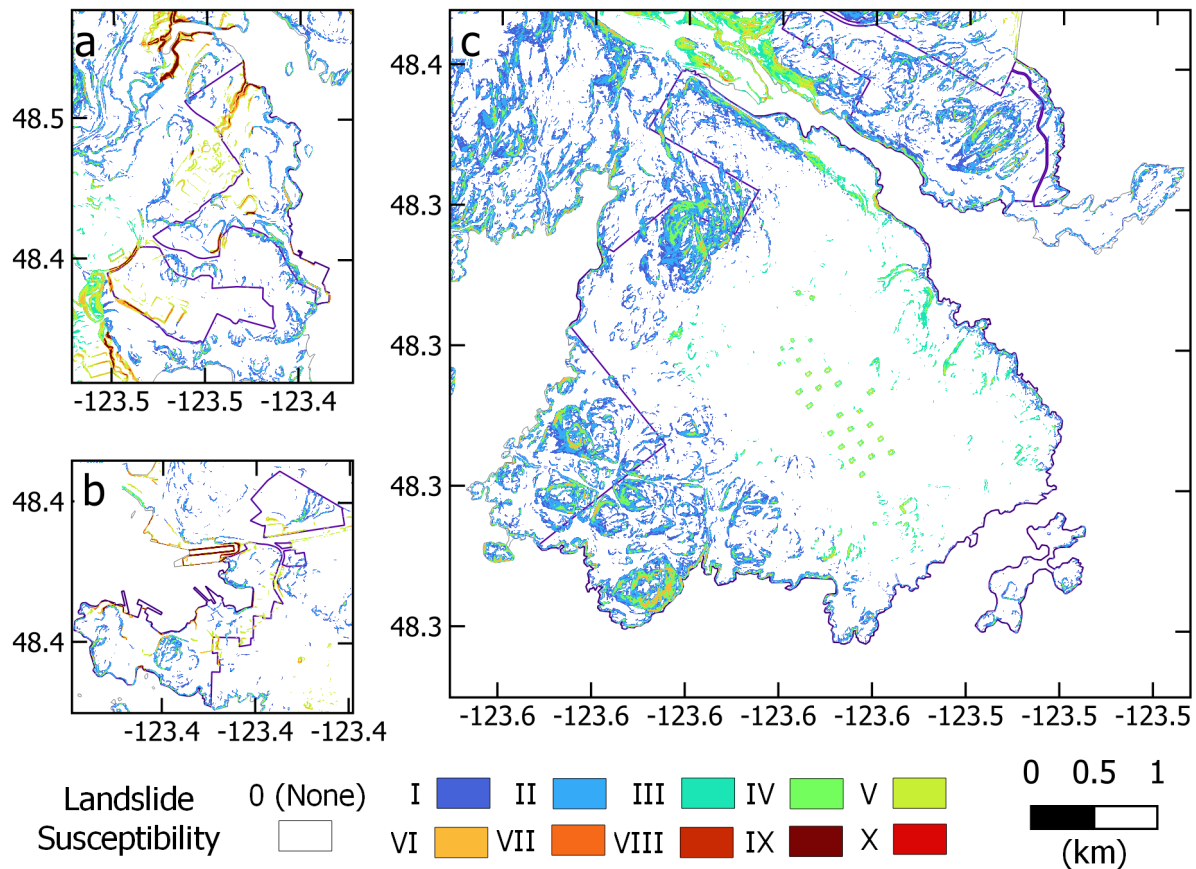 a
48.5
48.4
-123.5 -123.5 -123.4
b
48.4
48.4
-123.4 -123.4 -123.4
c
48.4
48.3
48.3
48.3
48.3
-123.6 -123.6 -123.6 -123.6 -123.5 -123.5 -123.5 -123.5
Landslide Susceptibility
0 (None)
I II III IV V
VI VII VIII IX X
0 0.5 1
(km)